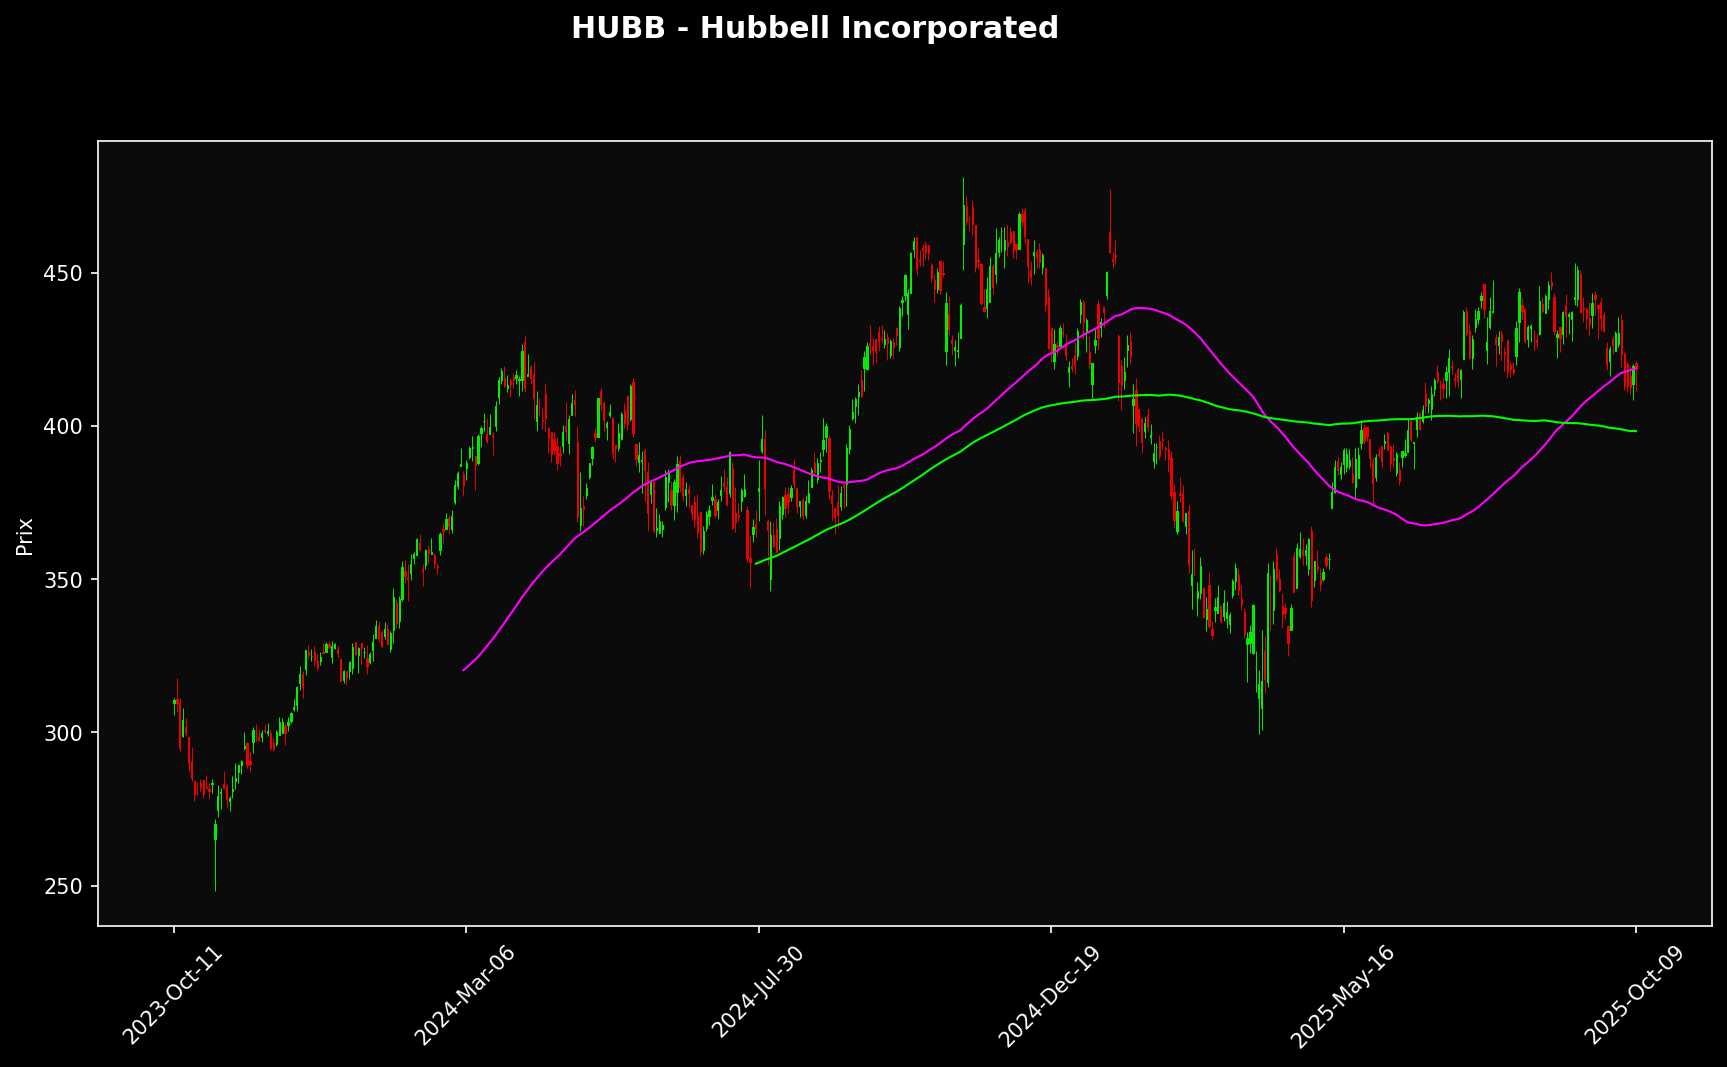 HUBB - Hubbell Incorporated
Prix
450
400
350
300
250
2023-Oct-11
2024-Mar-06
2024-Jul-30
2024-Dec-19
2025-May-16
2025-Oct-09